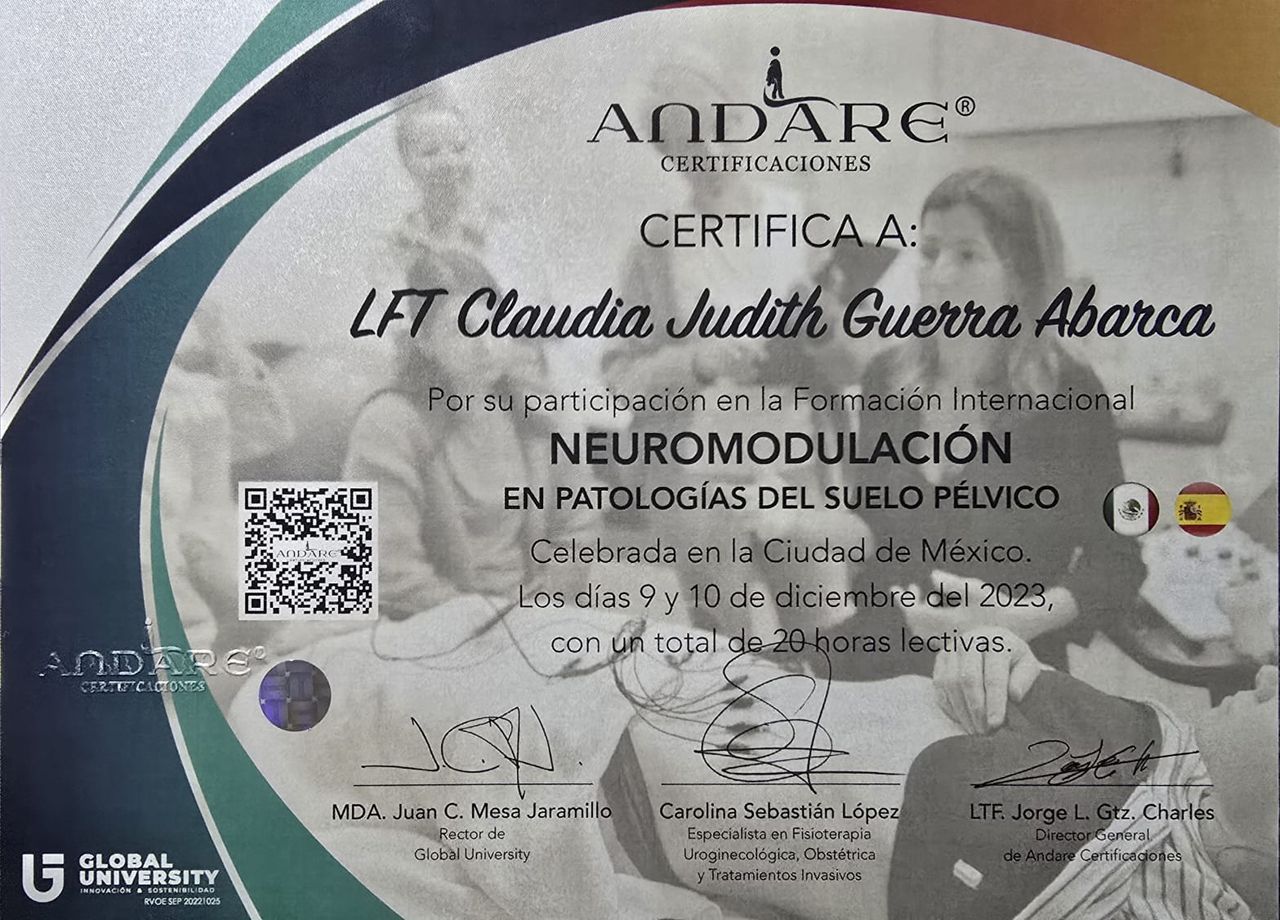 ANDARE®
CERTIFICACIONES
CERTIFICA A:
LFT Claudia Judith Guerra Abarca
Por su participación en la Formación Internacional
NEUROMODULACIÓN
EN PATOLOGÍAS DEL SUELO PÉLVICO
Celebrada en la Ciudad de México.
Los días 9 y 10 de diciembre del 2023,
con un total de 20 horas lectivas.
ANDARE
ANDARE®
CERTIFICACIONES
MDA. Juan C. Mesa Jaramillo
Rector de
Global University
Carolina Sebastián López
Especialista en Fisioterapia
Uroginecológica, Obstétrica
y Tratamientos Invasivos
LTF. Jorge L. Gtz. Charles
Director General
de Andare Certificaciones
GLOBAL
UNIVERSITY
INNOVACIÓN & SOSTENIBILIDAD
RVOE SEP 20221025